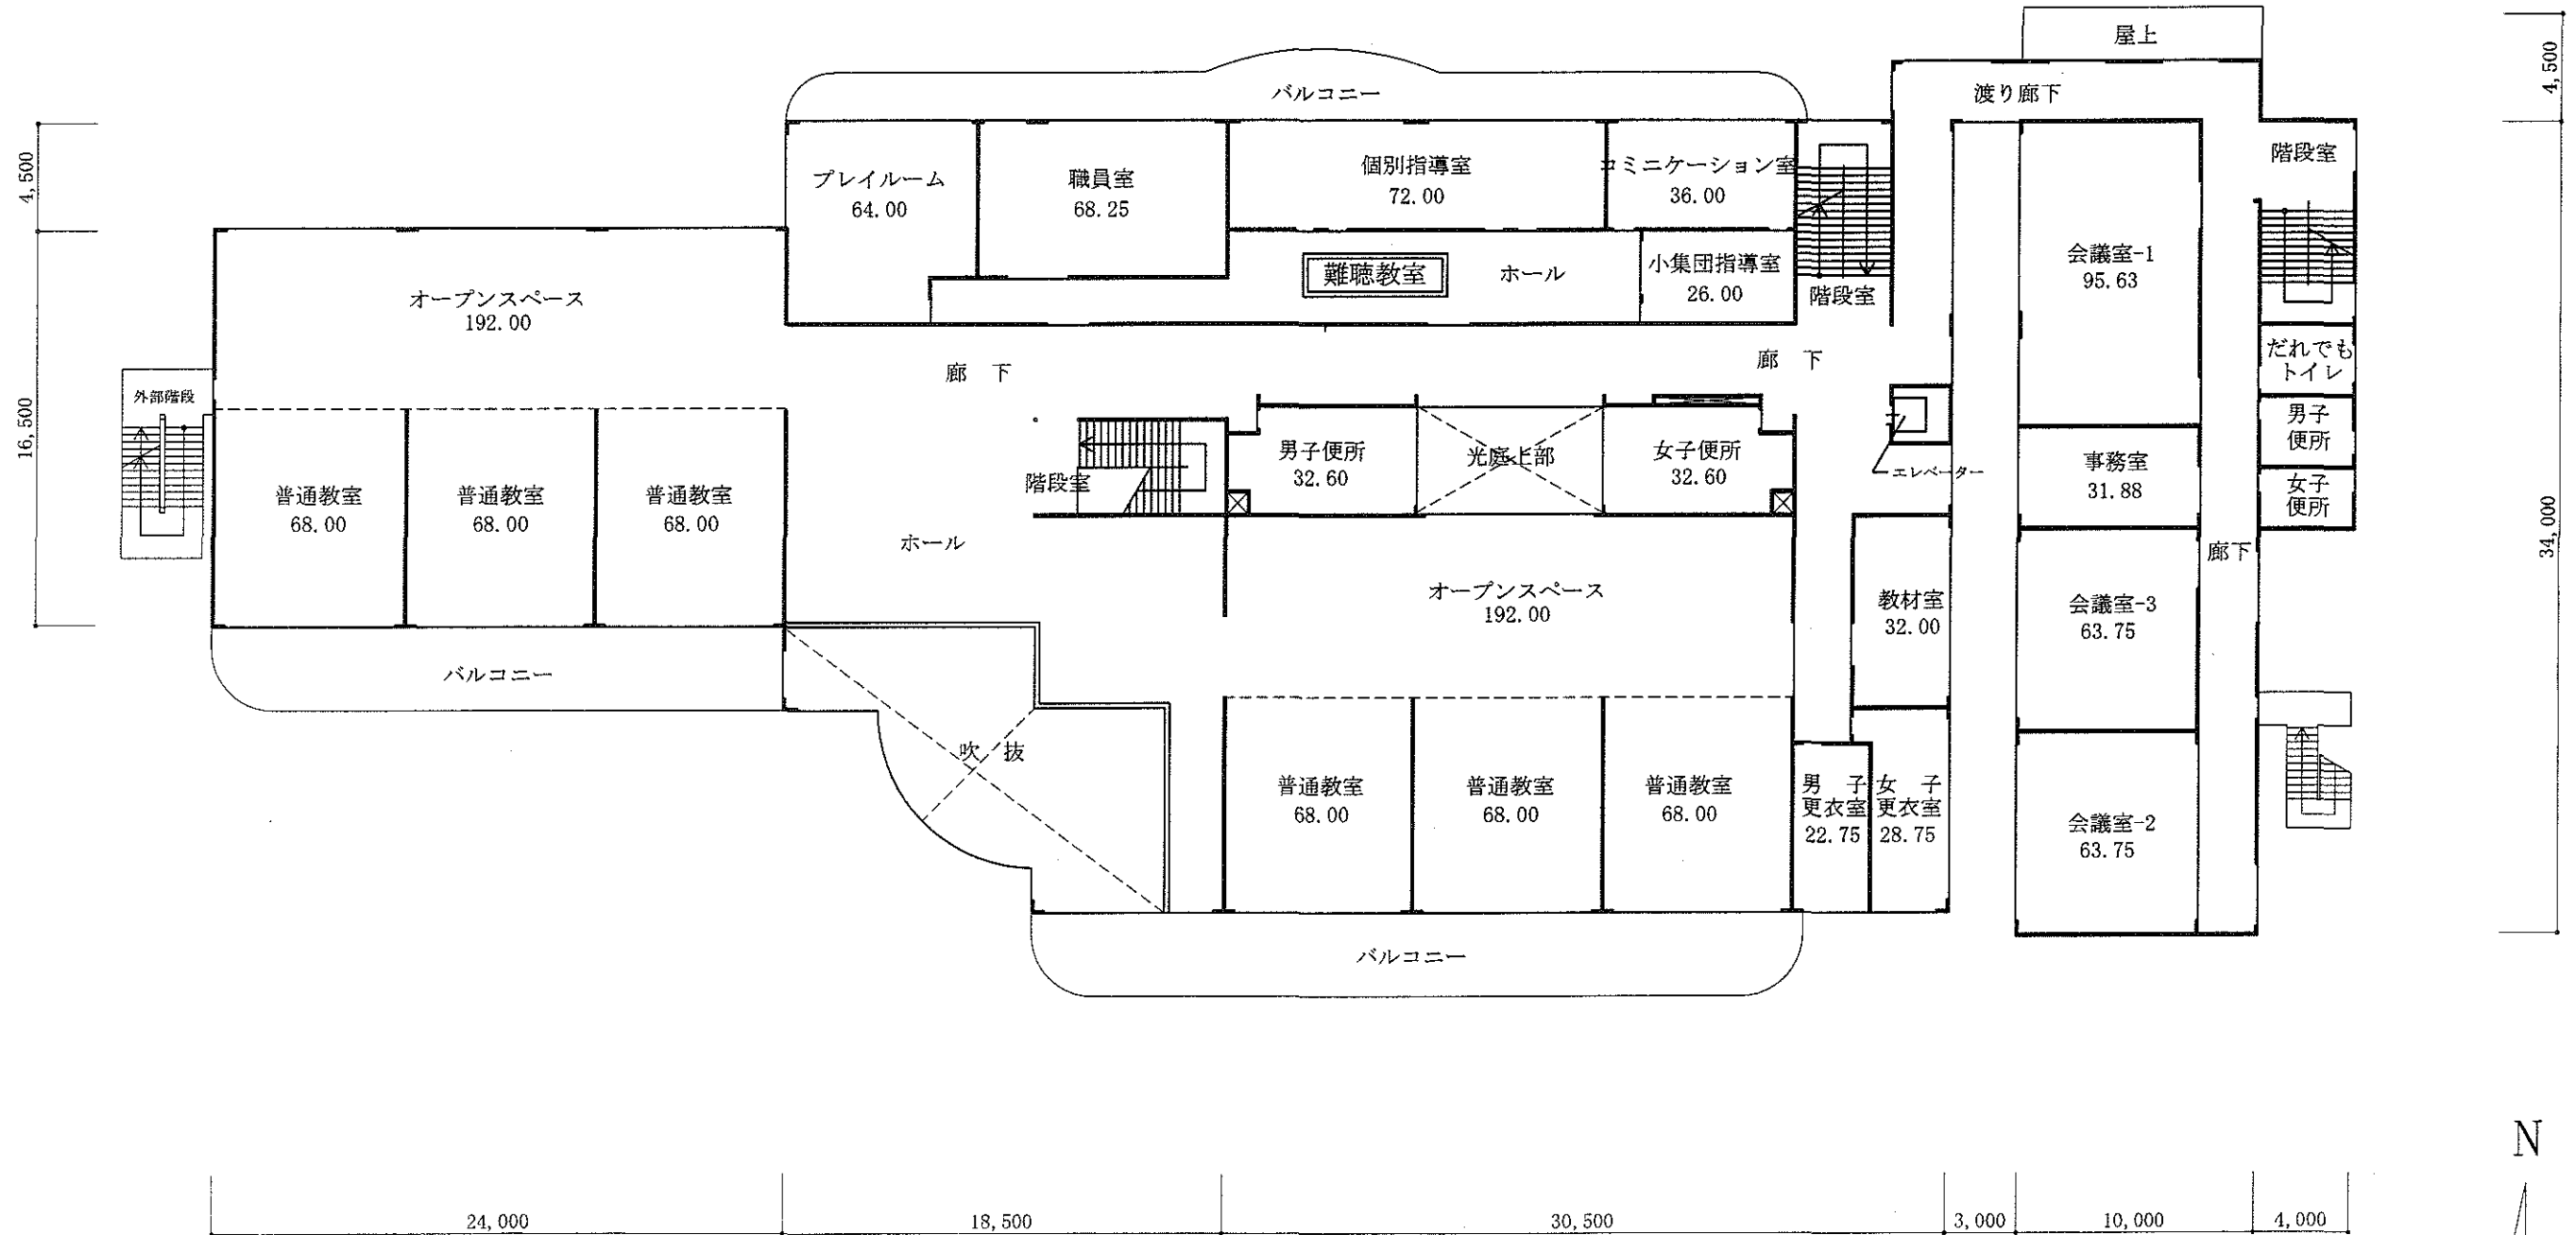 屋上
4,500
バルコニー
渡り廊下
4,500
プレイルーム
64.00
職員室
68.25
個別指導室
72.00
コミニケーション室
36.00
階段室
会議室-1
95.63
オープンスペース
192.00
難聴教室
ホール
小集団指導室
26.00
階段室
だれでも
トイレ
廊 下
廊 下
外部階段
16,500
男子
便所
男子便所
32.60
光庭上部
女子便所
32.60
エレベーター
事務室
31.88
女子
便所
階段室
普通教室
68.00
普通教室
68.00
普通教室
68.00
ホール
廊下
34,000
オープンスペース
192.00
教材室
32.00
会議室-3
63.75
バルコニー
吹 抜
普通教室
68.00
普通教室
68.00
普通教室
68.00
男 子
更衣室
22.75
女 子
更衣室
28.75
会議室-2
63.75
バルコニー
N
24,000
18,500
30,500
3,000
10,000
4,000